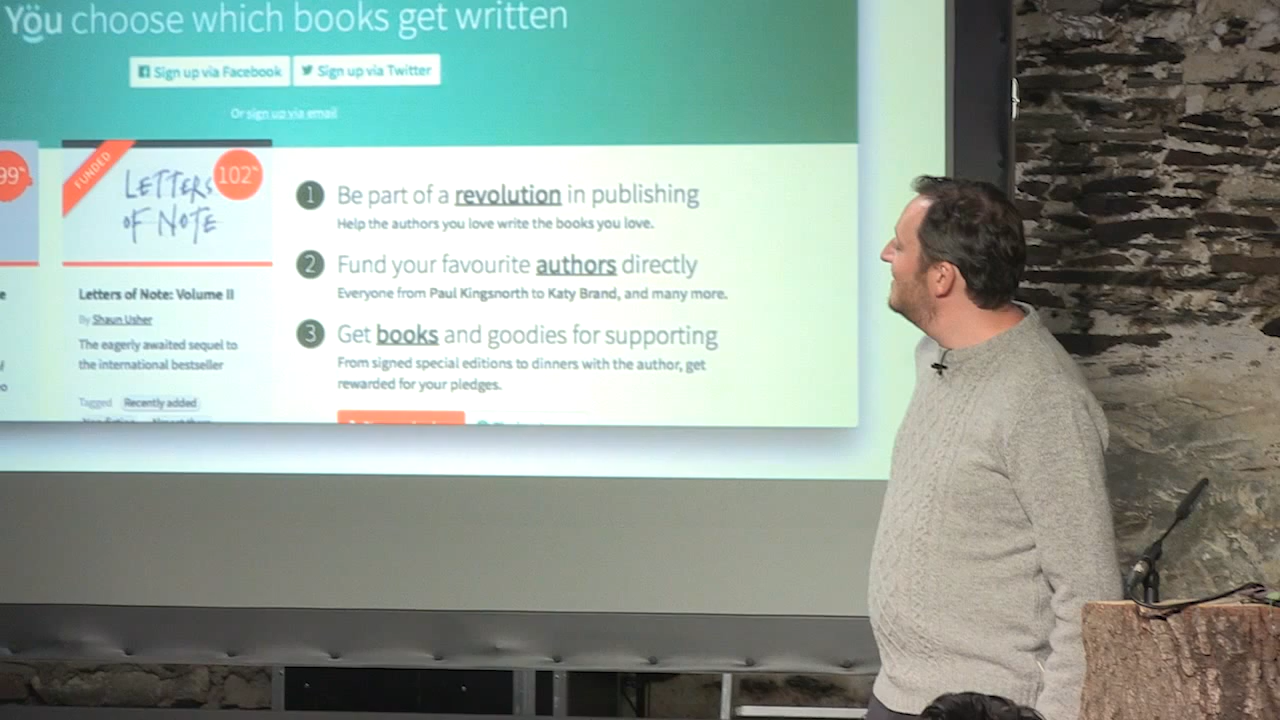 You choose which books get written
Sign up via Facebook
Sign up via Twitter
Or sign up via email
99%
FUNDED
102%
LETTERS
OF NOTE
Letters of Note: Volume II
By Shaun Usher
The eagerly awaited sequel to
the international bestseller
Tagged Recently added
1 Be part of a revolution in publishing
Help the authors you love write the books you love.
2 Fund your favourite authors directly
Everyone from Paul Kingsnorth to Katy Brand, and many more.
3 Get books and goodies for supporting
From signed special editions to dinners with the author, get
rewarded for your pledges.